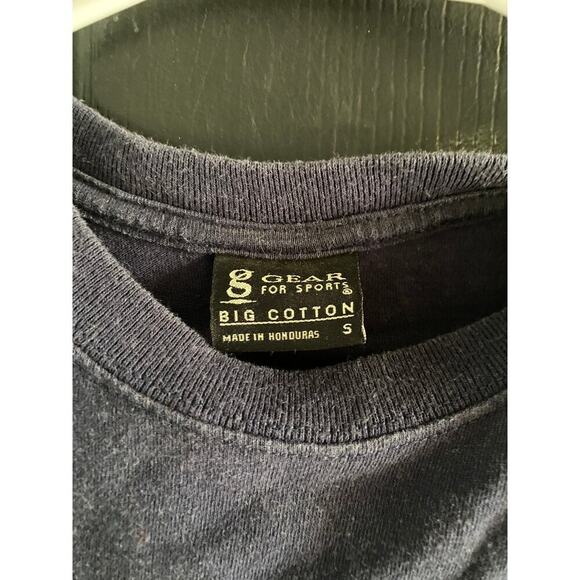 g GEAR
FOR SPORTS®
BIG COTTON
MADE IN HONDURAS S